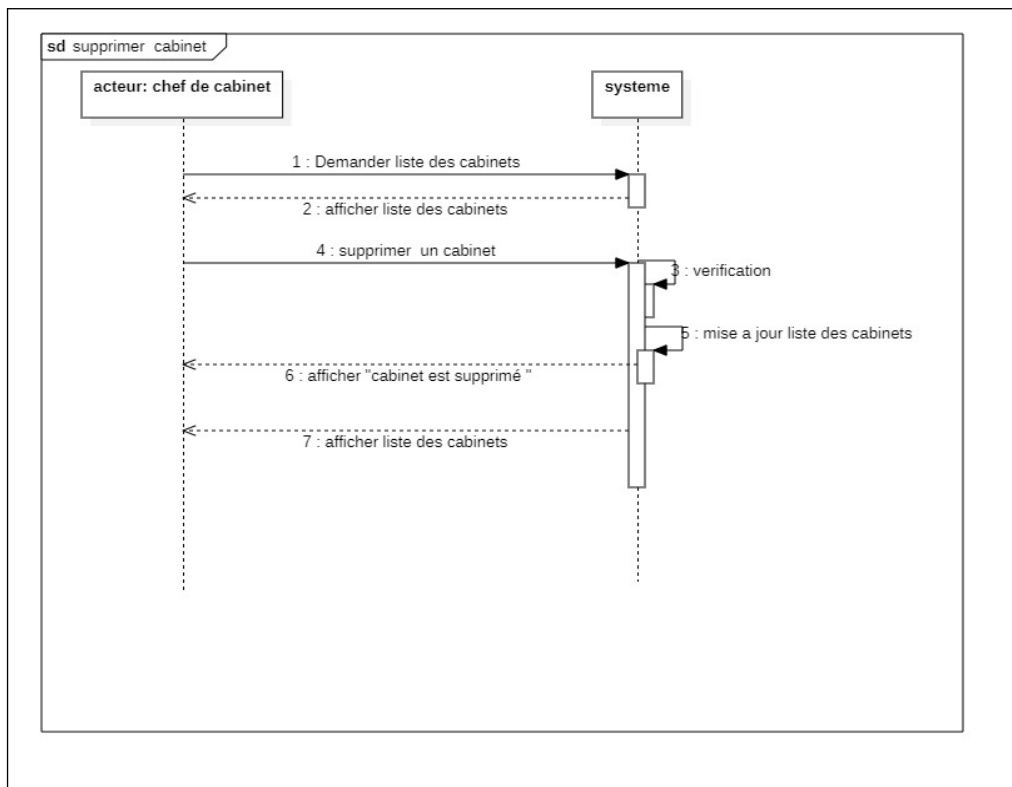 sd supprimer cabinet
acteur: chef de cabinet
systeme
1 : Demander liste des cabinets
2 : afficher liste des cabinets
4 : supprimer un cabinet
3 : verification
5 : mise a jour liste des cabinets
6 : afficher "cabinet est supprimé "
7 : afficher liste des cabinets